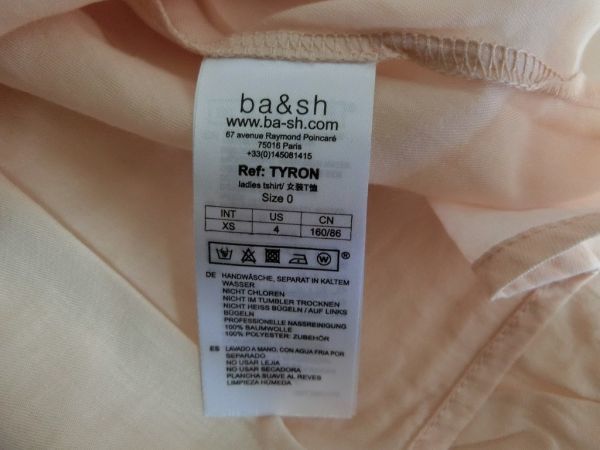 ba&sh
www.ba-sh.com
67 avenue Raymond Poincaré
75016 Paris
+33(0)145081415
Ref: TYRON
ladies tshirt/ 女装T恤
Size 0
INT US CN
XS 4 160/86
W ®
DE HANDWÄSCHE, SEPARAT IN KALTEM
WASSER
NICHT CHLOREN
NICHT IM TUMBLER TROCKNEN
NICHT HEISS BÜGELN / AUF LINKS
BÜGELN
PROFESSIONELLE NASSREINIGUNG
100% BAUMWOLLE
100% POLYESTER: ZUBEHÖR
ES LAVADO A MANO, CON AGUA FRIA POR
SEPARADO
NO USAR LEJIA
NO USAR SECADORA
PLANCHA SUAVE AL REVES
LIMPIEZA HÚMEDA